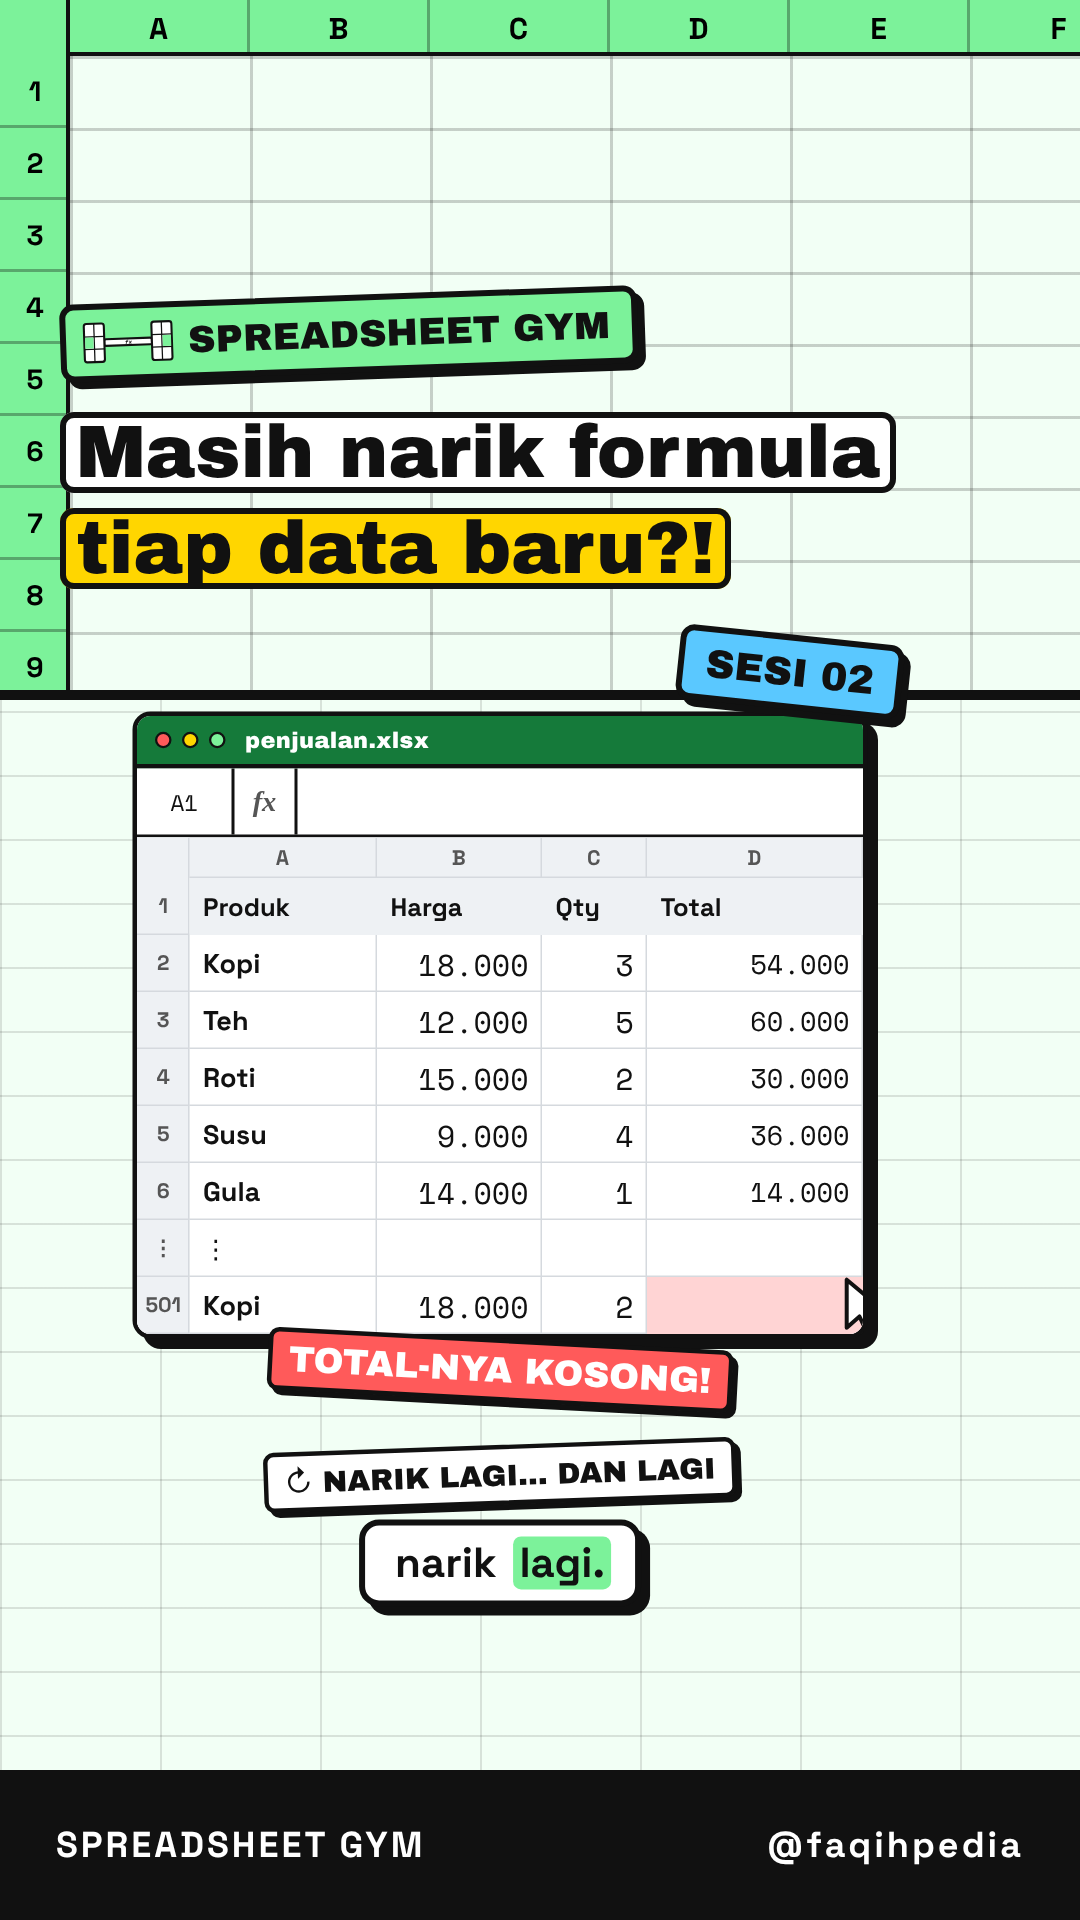 A B C D E F
1
2
3
4
SPREADSHEET GYM
5
6
Masih narik formula
7
tiap data baru?!
8
9
SESI 02
penjualan.xlsx
A1 fx
A B C D
1 Produk Harga Qty Total
2 Kopi 18.000 3 54.000
3 Teh 12.000 5 60.000
4 Roti 15.000 2 30.000
5 Susu 9.000 4 36.000
6 Gula 14.000 1 14.000
⋮ ⋮
501 Kopi 18.000 2
TOTAL-NYA KOSONG!
↻ NARIK LAGI... DAN LAGI
narik lagi.
SPREADSHEET GYM @faqihpedia